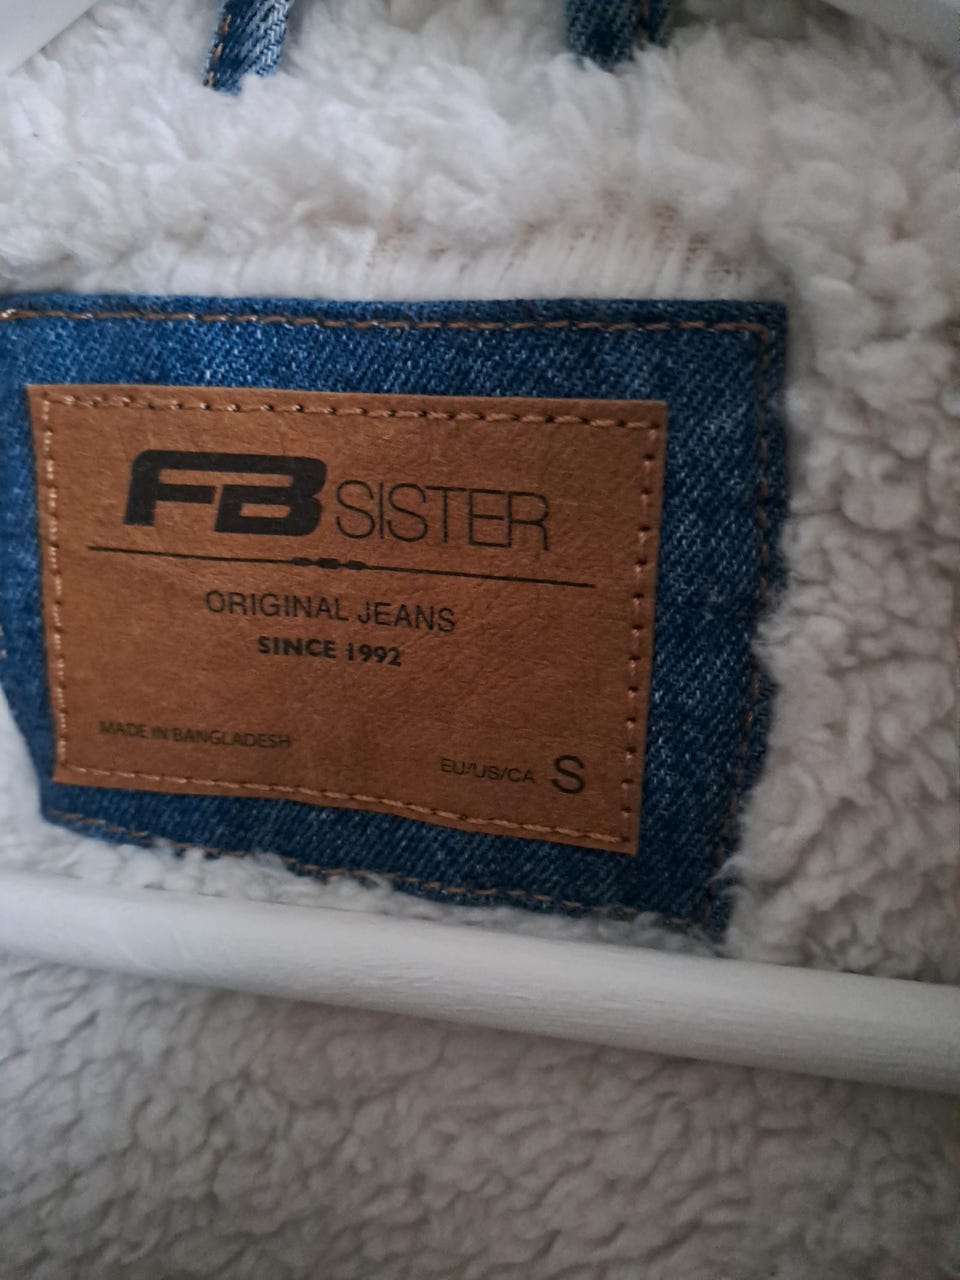 FB SISTER
ORIGINAL JEANS
SINCE 1992
MADE IN BANGLADESH
EU/US/CA S